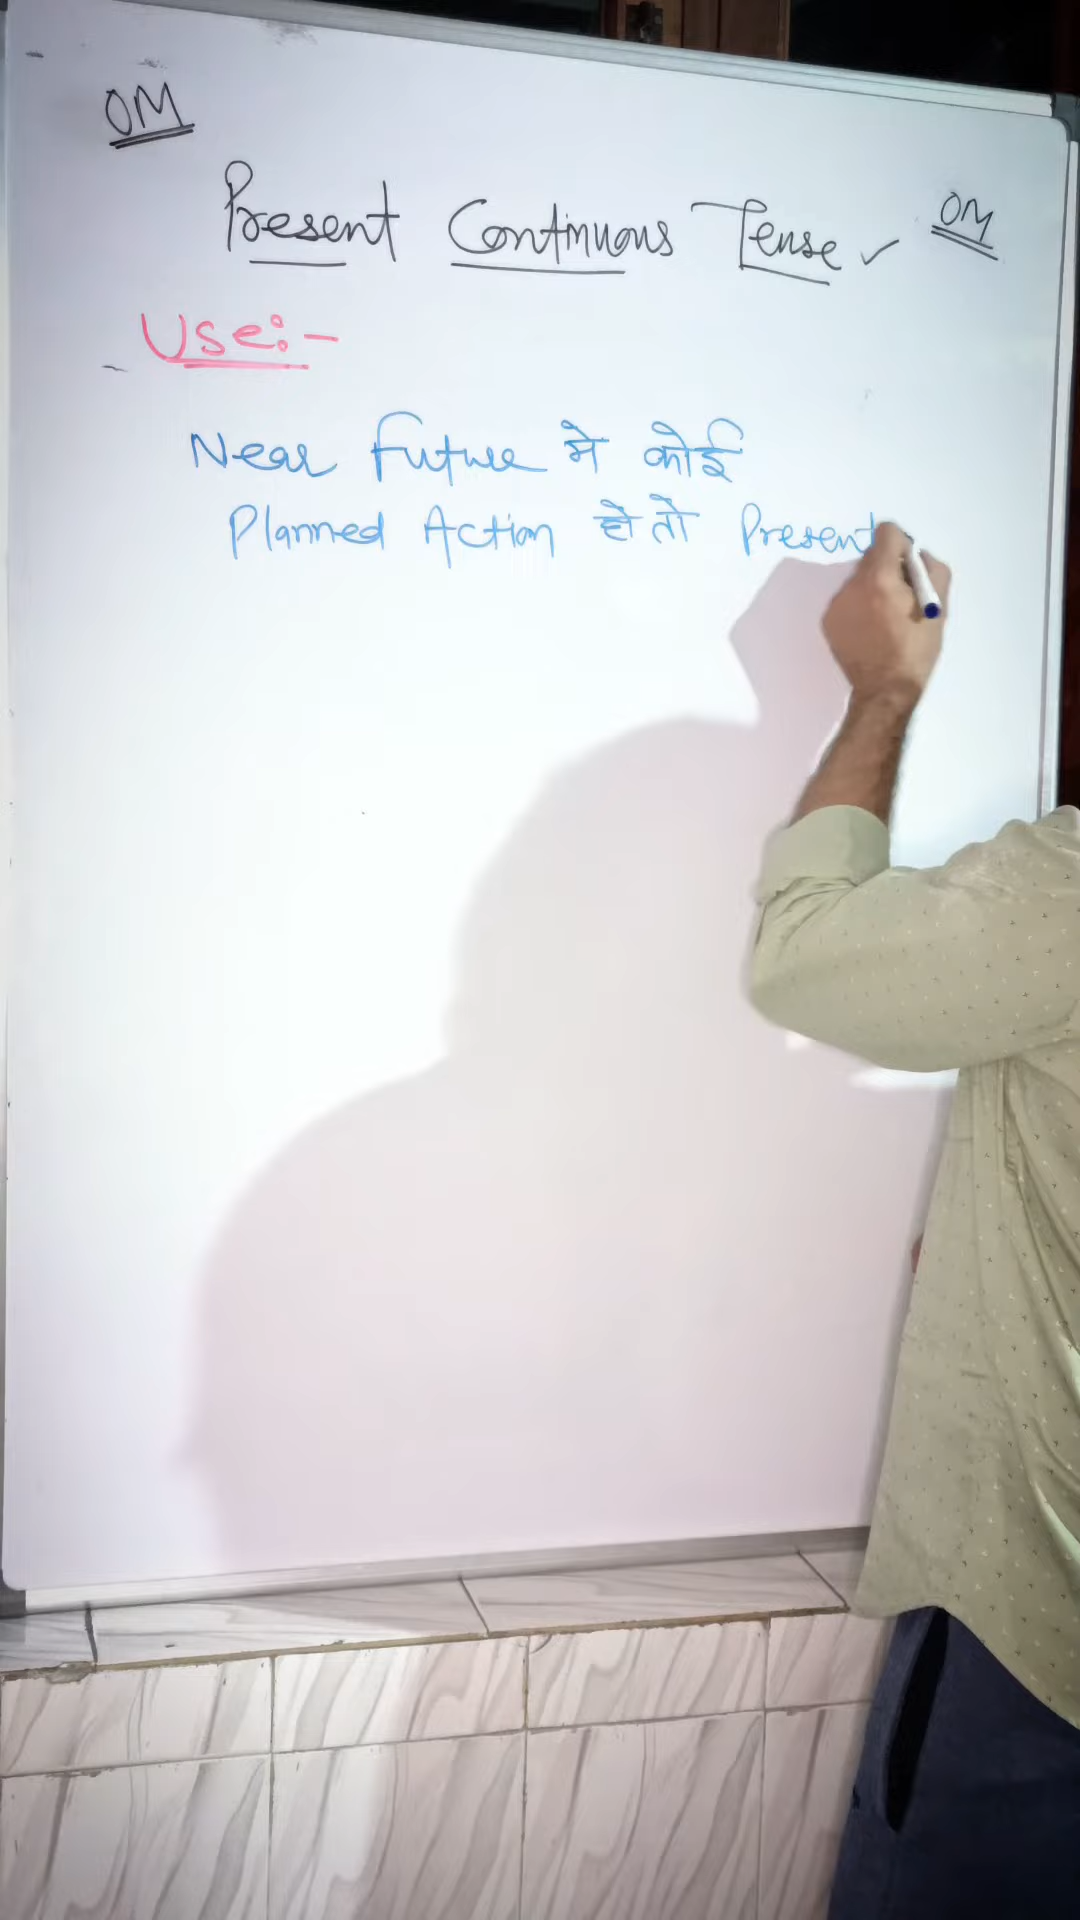 OM
Present Continuous Tense ✓ OM
Use:-
Near Future मे कोई
Planned Action हो तो Present